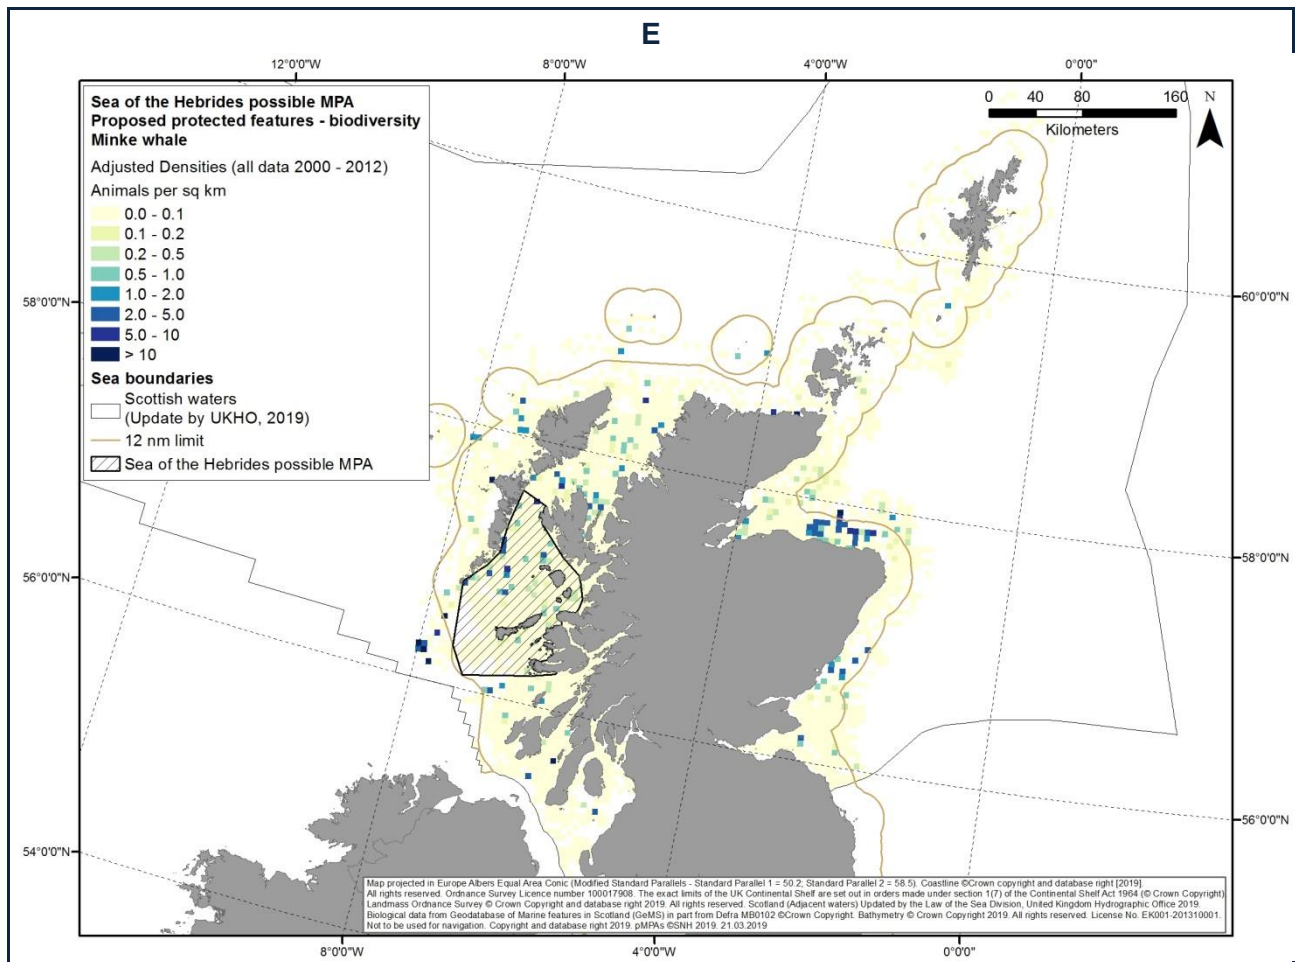 E
12°0'0"W
8°0'0"W
4°0'0"W
0°0'0"
Sea of the Hebrides possible MPA
Proposed protected features - biodiversity
Minke whale
Adjusted Densities (all data 2000 - 2012)
Animals per sq km
0.0 - 0.1
0.1 - 0.2
0.2 - 0.5
0.5 - 1.0
1.0 - 2.0
2.0 - 5.0
5.0 - 10
> 10
Sea boundaries
Scottish waters
(Update by UKHO, 2019)
12 nm limit
Sea of the Hebrides possible MPA
0 40 80 160
Kilometers
N
58°0'0"N
60°0'0"N
56°0'0"N
58°0'0"N
54°0'0"N
56°0'0"N
Map projected in Europe Albers Equal Area Conic (Modified Standard Parallels - Standard Parallel 1 = 50.2, Standard Parallel 2 = 58.5). Coastline ©Crown copyright and database right [2019].
All rights reserved. Ordnance Survey Licence number 100017908. The exact limits of the UK Continental Shelf are set out in orders made under section 1(7) of the Continental Shelf Act 1964 (© Crown Copyright)
Landmass Ordnance Survey © Crown Copyright and database right 2019. All rights reserved. Scotland (Adjacent waters) Updated by the Law of the Sea Division, United Kingdom Hydrographic Office 2019.
Biological data from Geodatabase of Marine features in Scotland (GeMS) in part from Defra MB0102 ©Crown Copyright. Bathymetry © Crown Copyright 2019. All rights reserved. License No. EK001-201310001.
Not to be used for navigation. Copyright and database right 2019. pMPAs ©SNH 2019. 21.03.2019
8°0'0"W
4°0'0"W
0°0'0"W